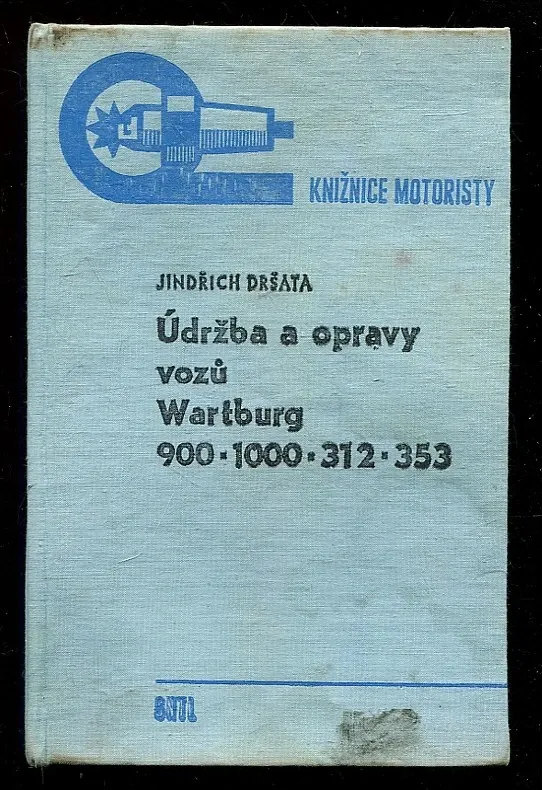 KNIŽNICE MOTORISTY
JINDŘICH DRŠATA
Údržba a opravy
vozů
Wartburg
900·1000·312·353
SNTL